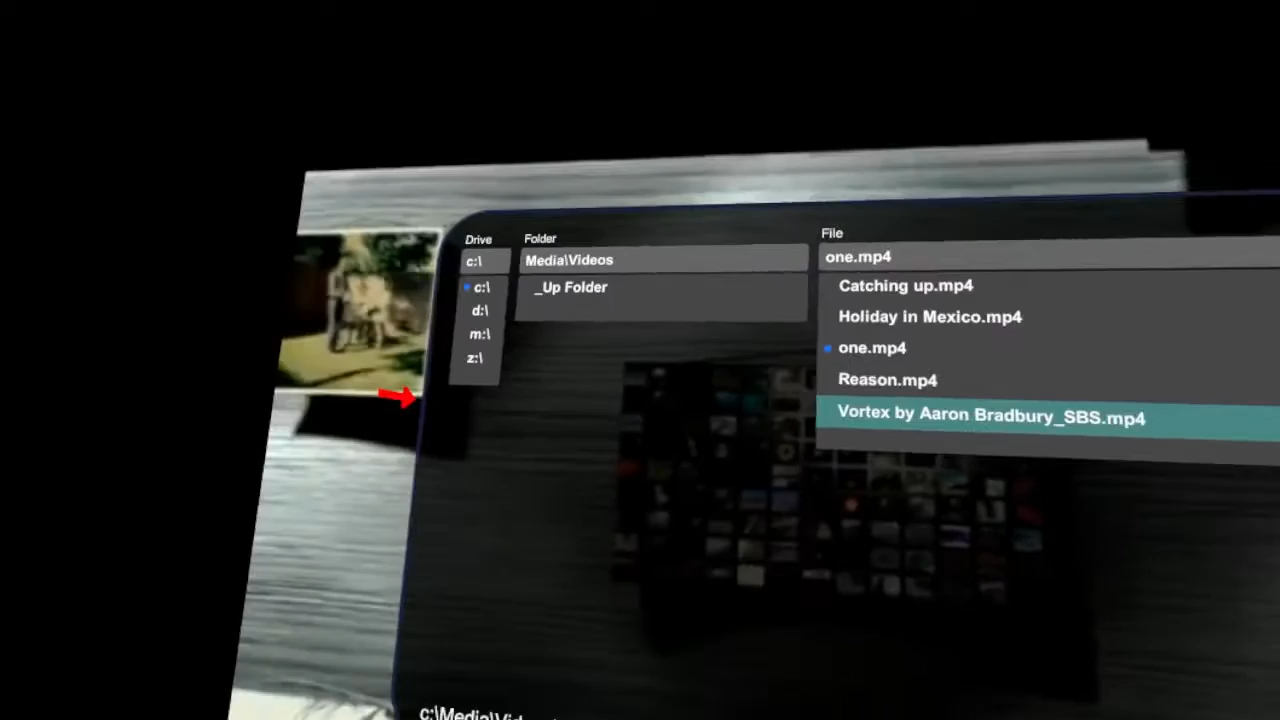 Drive
c:\
c:\
d:\
m:\
z:\
Folder
Media\Videos
_Up Folder
File
one.mp4
Catching up.mp4
Holiday in Mexico.mp4
one.mp4
Reason.mp4
Vortex by Aaron Bradbury_SBS.mp4